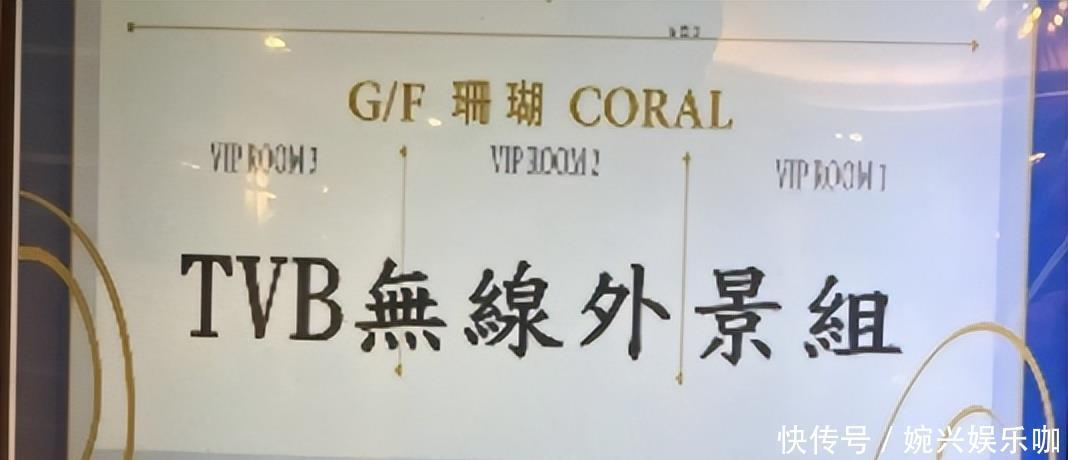 G/F 珊瑚 CORAL
VIP ROOM 3 VIP ROOM 2 VIP ROOM 1
TVB無線外景組
快传号 / 婉兴娱乐咖